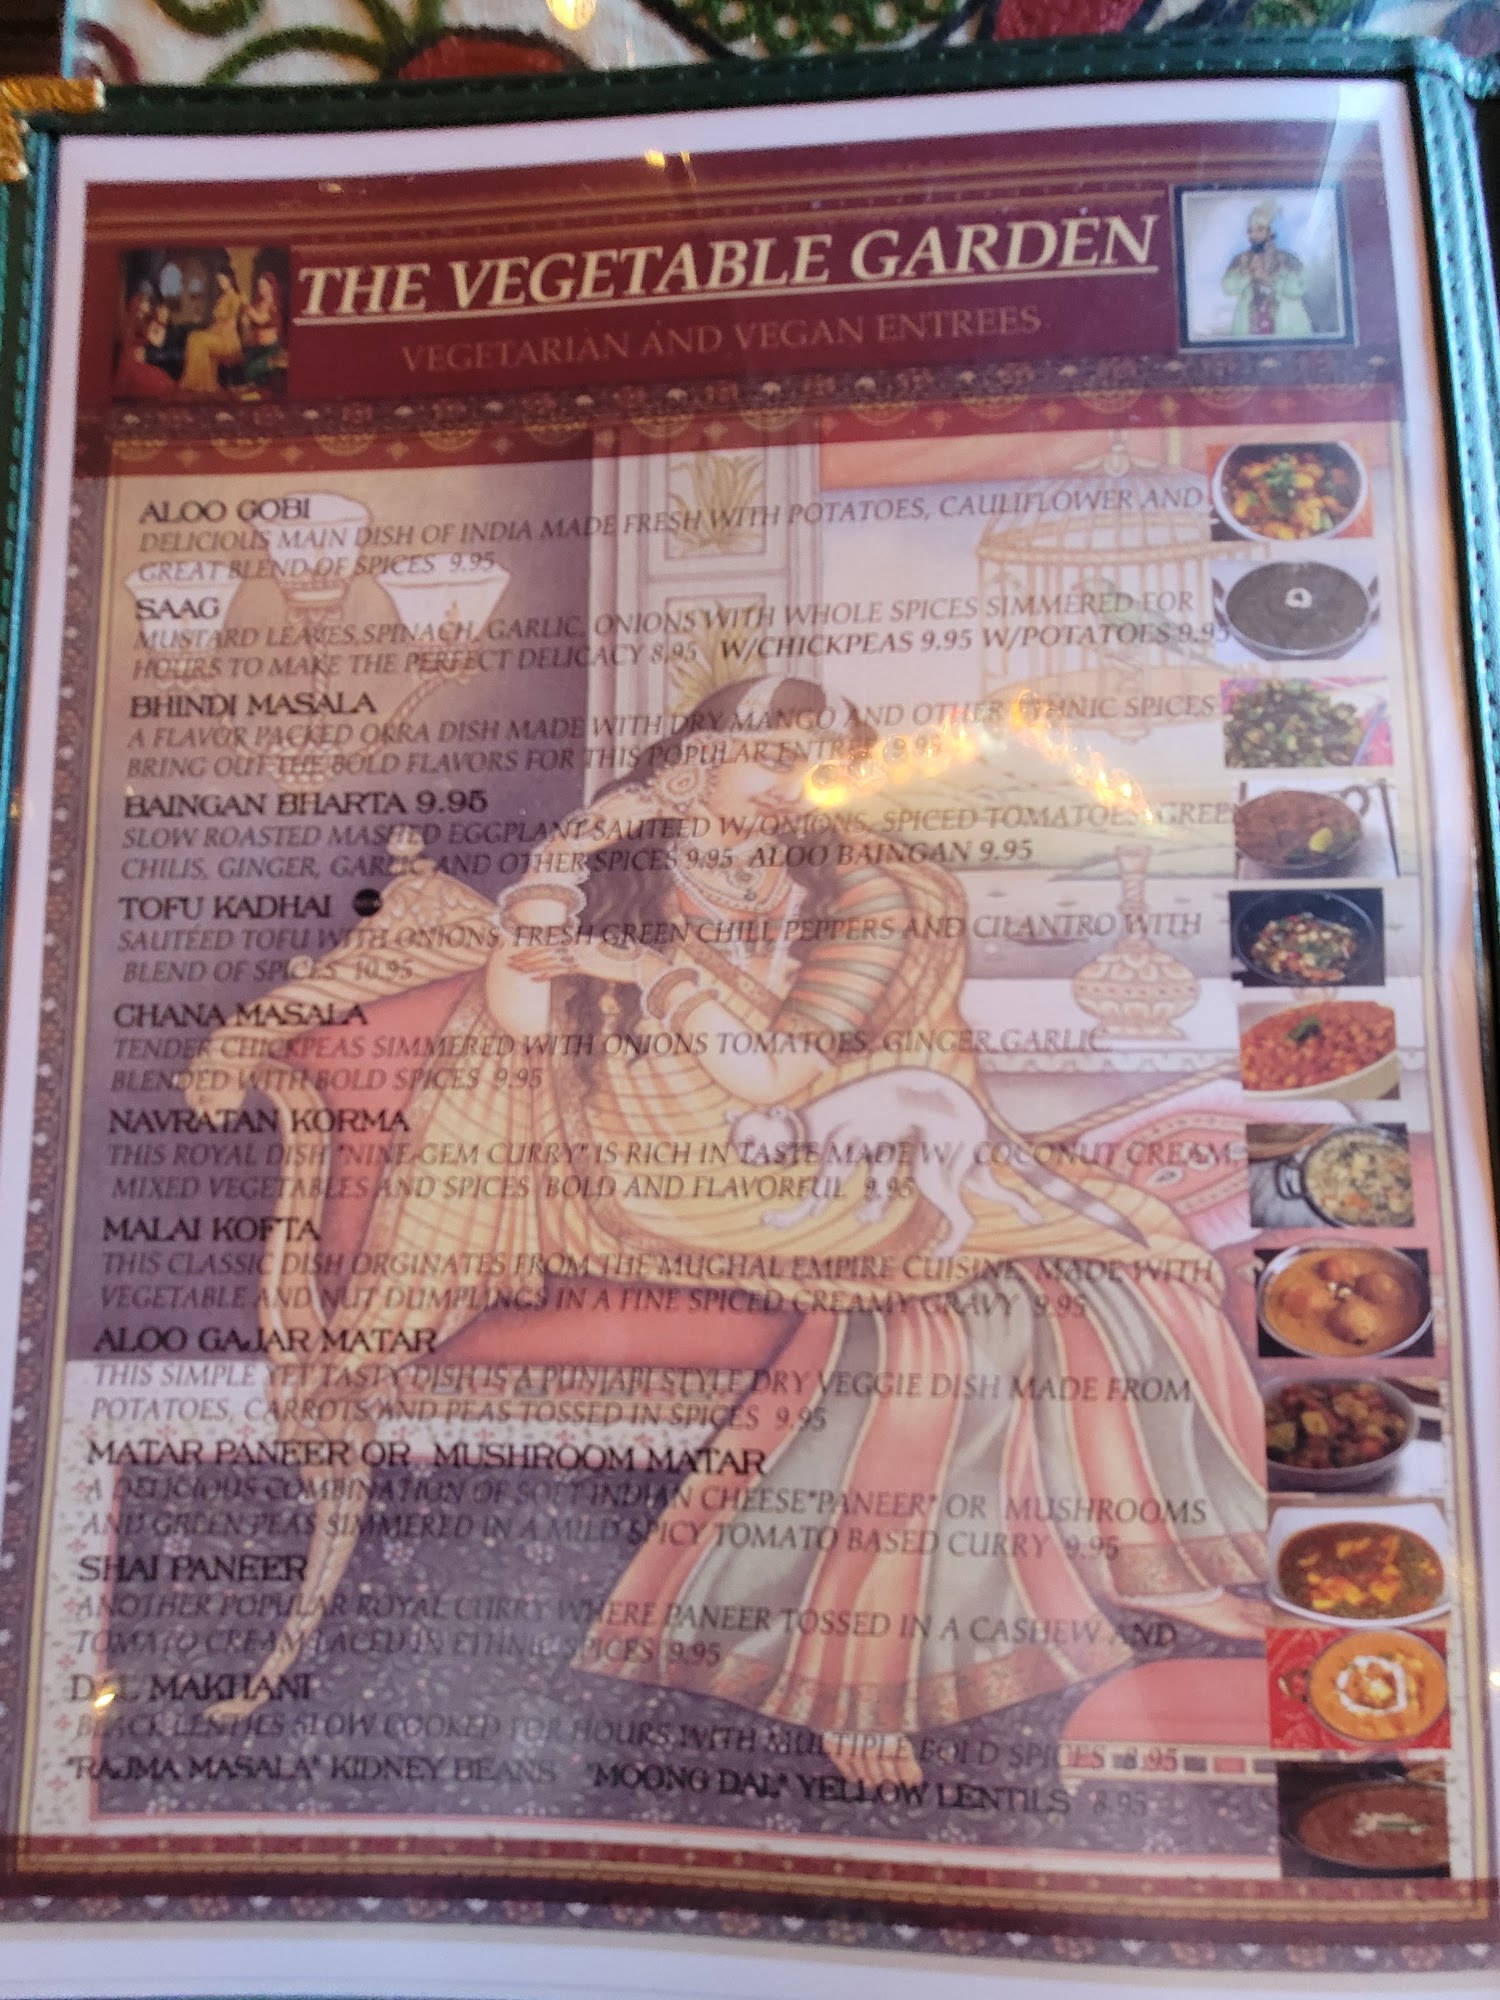 THE VEGETABLE GARDEN
VEGETARIAN AND VEGAN ENTREES
ALOO GOBI
DELICIOUS MAIN DISH OF INDIA MADE FRESH WITH POTATOES, CAULIFLOWER AND
GREAT BLEND OF SPICES 9.95
SAAG
MUSTARD LEAVES SPINACH, GARLIC, ONIONS WITH WHOLE SPICES SIMMERED FOR
HOURS TO MAKE THE PERFECT DELICACY 8.95 W/CHICKPEAS 9.95 W/POTATOES 9.95
BHINDI MASALA
A FLAVOR PACKED OKRA DISH MADE WITH DRY MANGO AND OTHER ETHNIC SPICES
BRING OUT THE BOLD FLAVORS FOR THIS POPULAR ENTREE 9.95
BAINGAN BHARTA 9.95
SLOW ROASTED MASHED EGGPLANT SAUTEED W/ONIONS, SPICED TOMATOES, GREEN
CHILIS, GINGER, GARLIC AND OTHER SPICES 9.95 ALOO BAINGAN 9.95
TOFU KADHAI
SAUTEED TOFU WITH ONIONS, FRESH GREEN CHILI, PEPPERS AND CILANTRO WITH
BLEND OF SPICES 10.95
CHANA MASALA
TENDER CHICKPEAS SIMMERED WITH ONIONS TOMATOES, GINGER, GARLIC,
BLENDED WITH BOLD SPICES 9.95
NAVRATAN KORMA
THIS ROYAL DISH "NINE-GEM CURRY" IS RICH IN TASTE MADE W/ COCONUT CREAM
MIXED VEGETABLES AND SPICES BOLD AND FLAVORFUL 9.95
MALAI KOFTA
THIS CLASSIC DISH ORGINATES FROM THE MUGHAL EMPIRE CUISINE, MADE WITH
VEGETABLE AND NUT DUMPLINGS IN A FINE SPICED CREAMY GRAVY 9.95
ALOO GAJAR MATAR
THIS SIMPLE YET TASTY DISH IS A PUNJABI STYLE DRY VEGGIE DISH MADE FROM
POTATOES, CARROTS AND PEAS TOSSED IN SPICES 9.95
MATAR PANEER OR MUSHROOM MATAR
A DELICIOUS COMBINATION OF SOFT INDIAN CHEESE"PANEER" OR MUSHROOMS
AND GREEN PEAS SIMMERED IN A MILD SPICY TOMATO BASED CURRY 9.95
SHAI PANEER
ANOTHER POPULAR ROYAL CURRY WHERE PANEER TOSSED IN A CASHEW AND
TOMATO CREAM LACED IN ETHNIC SPICES 9.95
DAL MAKHANI
BLACK LENTILS SLOW COOKED FOR HOURS WITH MULTIPLE BOLD SPICES 8.95
"RAJMA MASALA" KIDNEY BEANS "MOONG DAL" YELLOW LENTILS 8.95